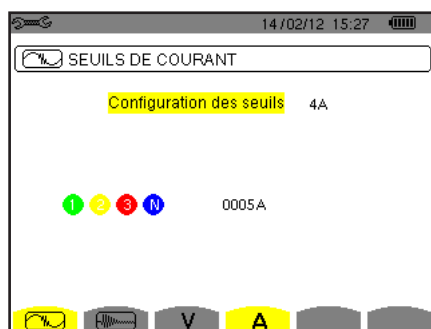 14/02/12 15:27
SEUILS DE COURANT
Configuration des seuils 4A
1 2 3 N 0005A
V A